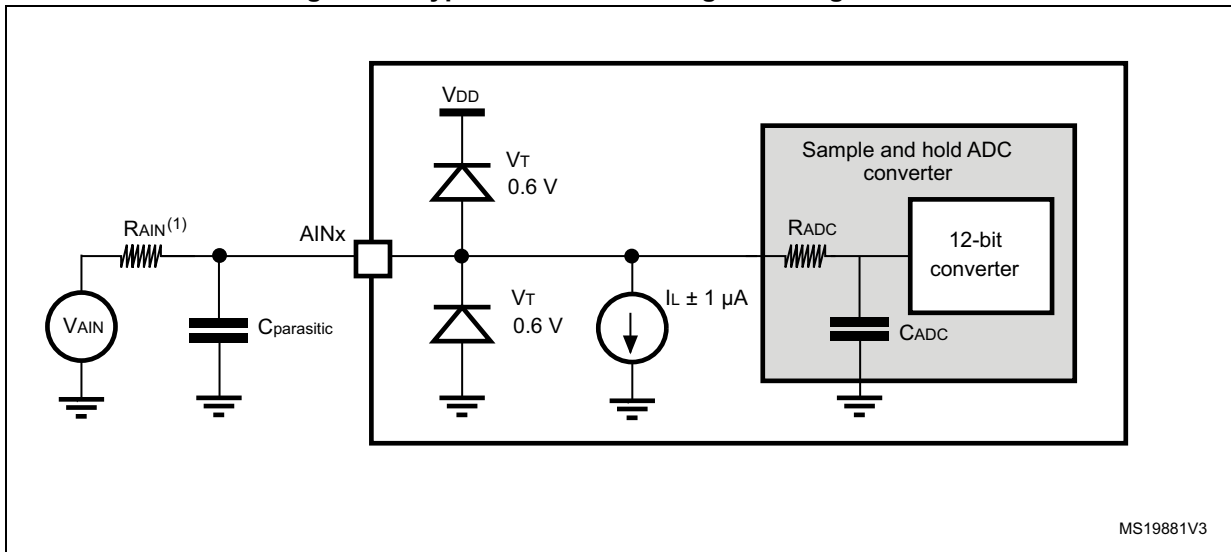 VDD
VT
0.6 V
Sample and hold ADC
converter
RAIN(1)
AINx
RADC
12-bit
converter
VT
0.6 V
IL ± 1 µA
VAIN
Cparasitic
CADC
MS19881V3